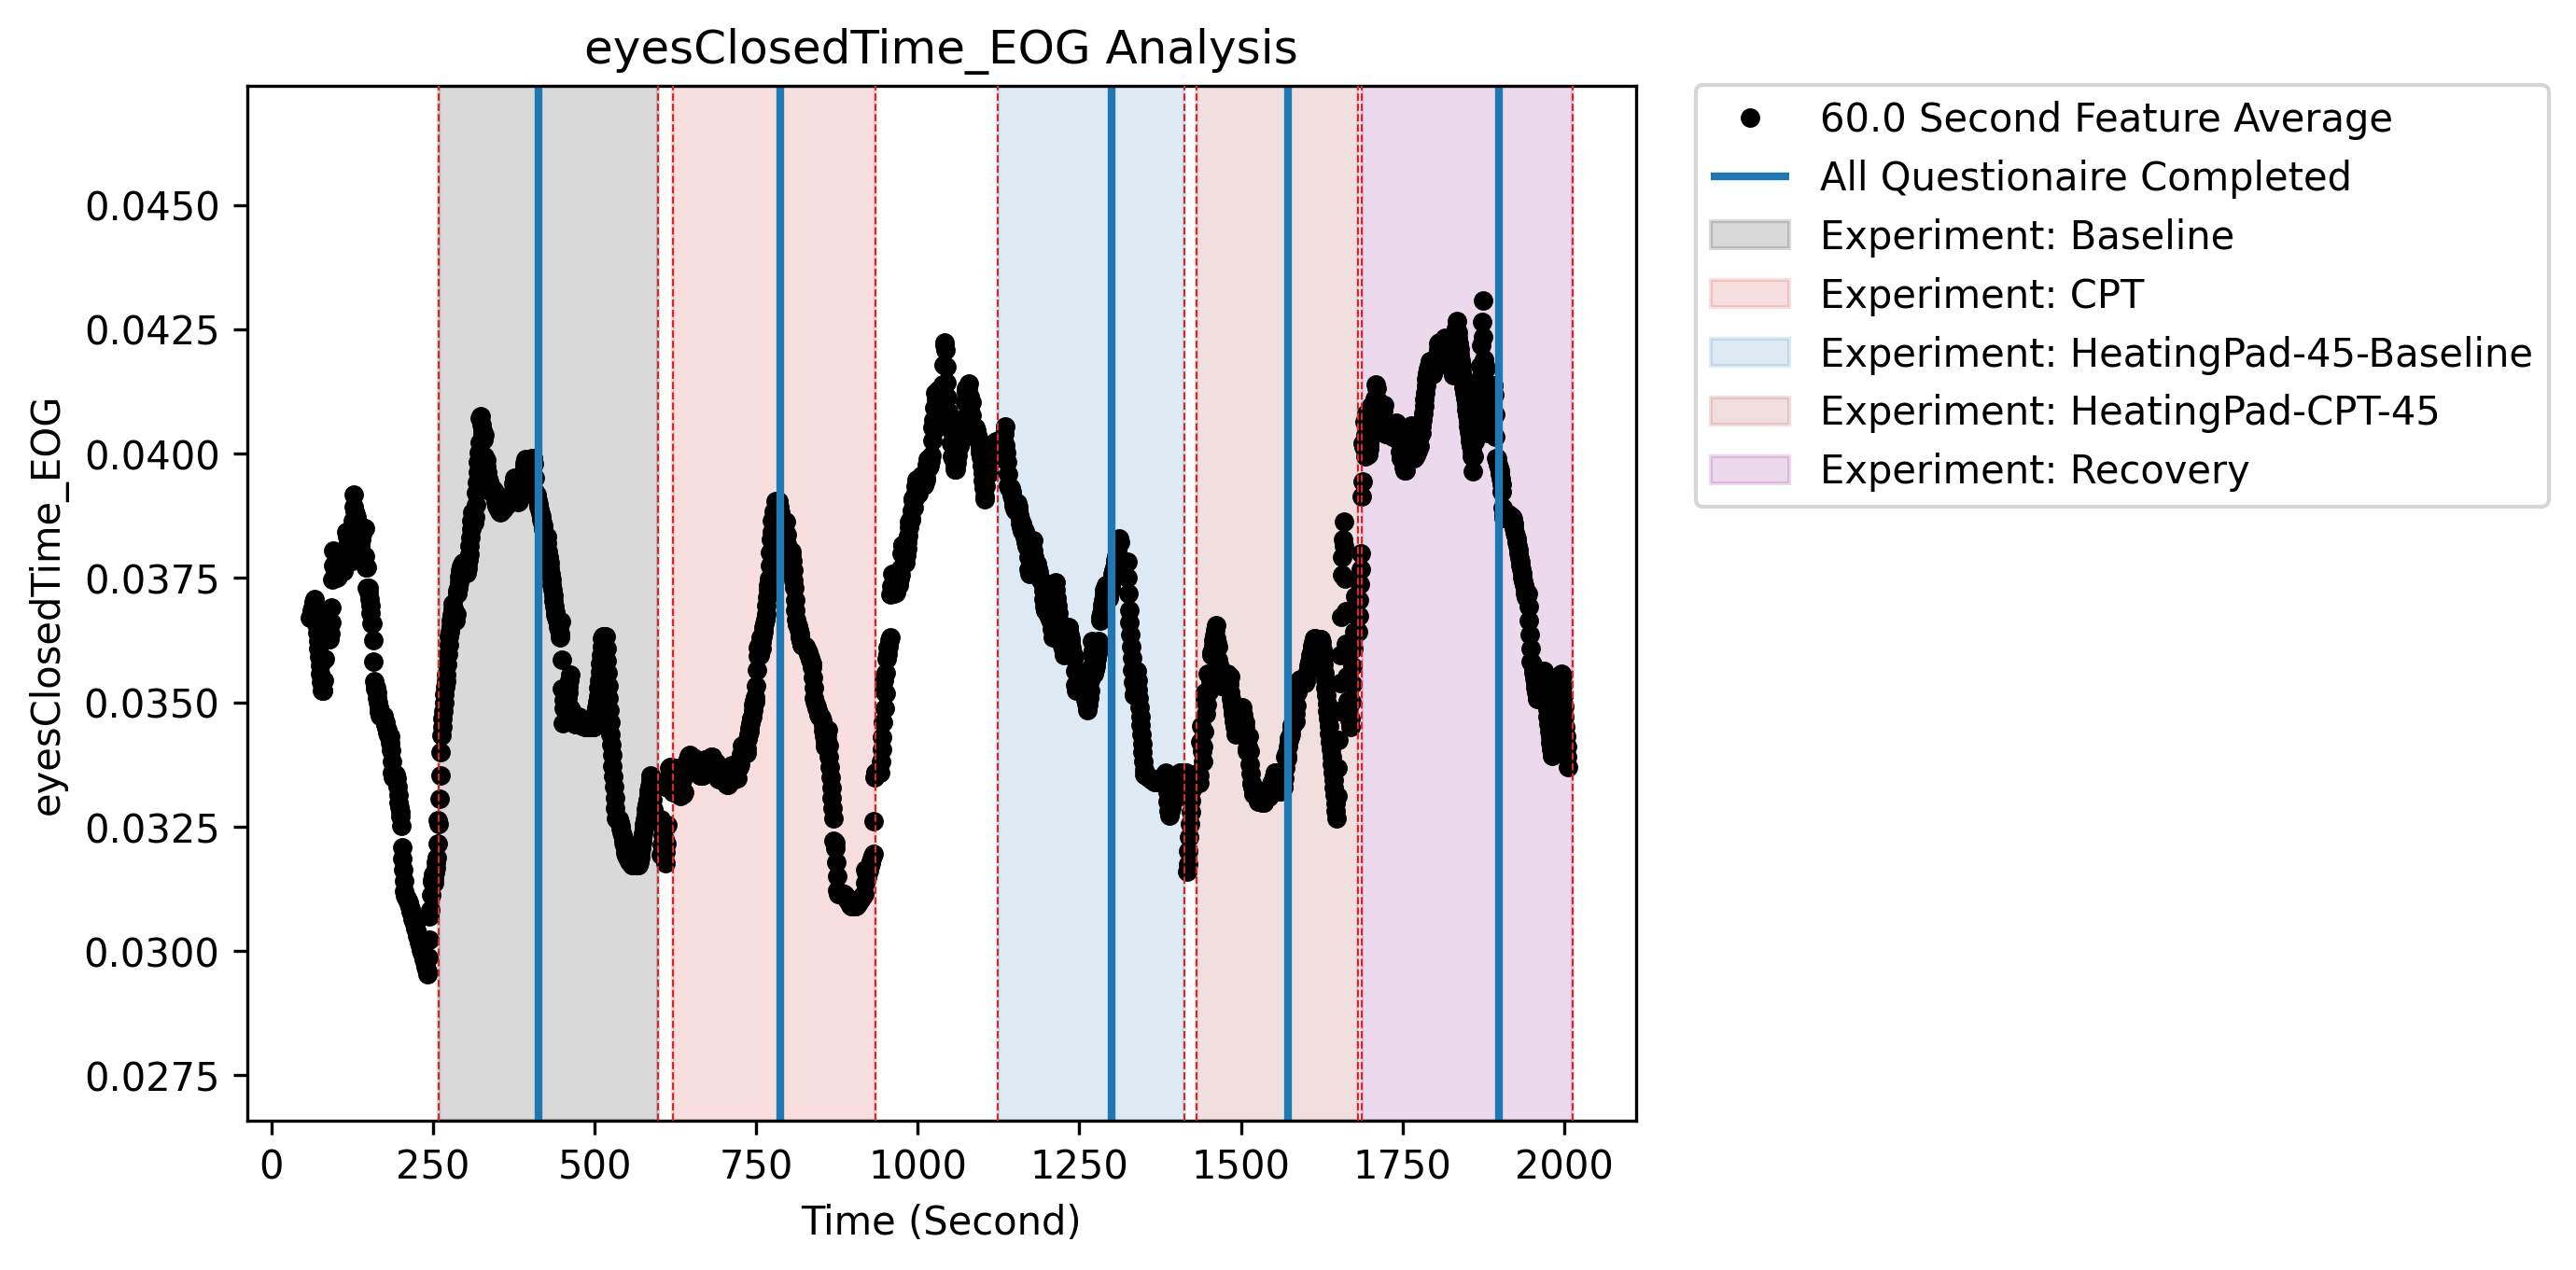 eyesClosedTime_EOG Analysis
eyesClosedTime_EOG
0.0450
0.0425
0.0400
0.0375
0.0350
0.0325
0.0300
0.0275
0
250
500
750
1000
1250
1500
1750
2000
Time (Second)
60.0 Second Feature Average
All Questionaire Completed
Experiment: Baseline
Experiment: CPT
Experiment: HeatingPad-45-Baseline
Experiment: HeatingPad-CPT-45
Experiment: Recovery